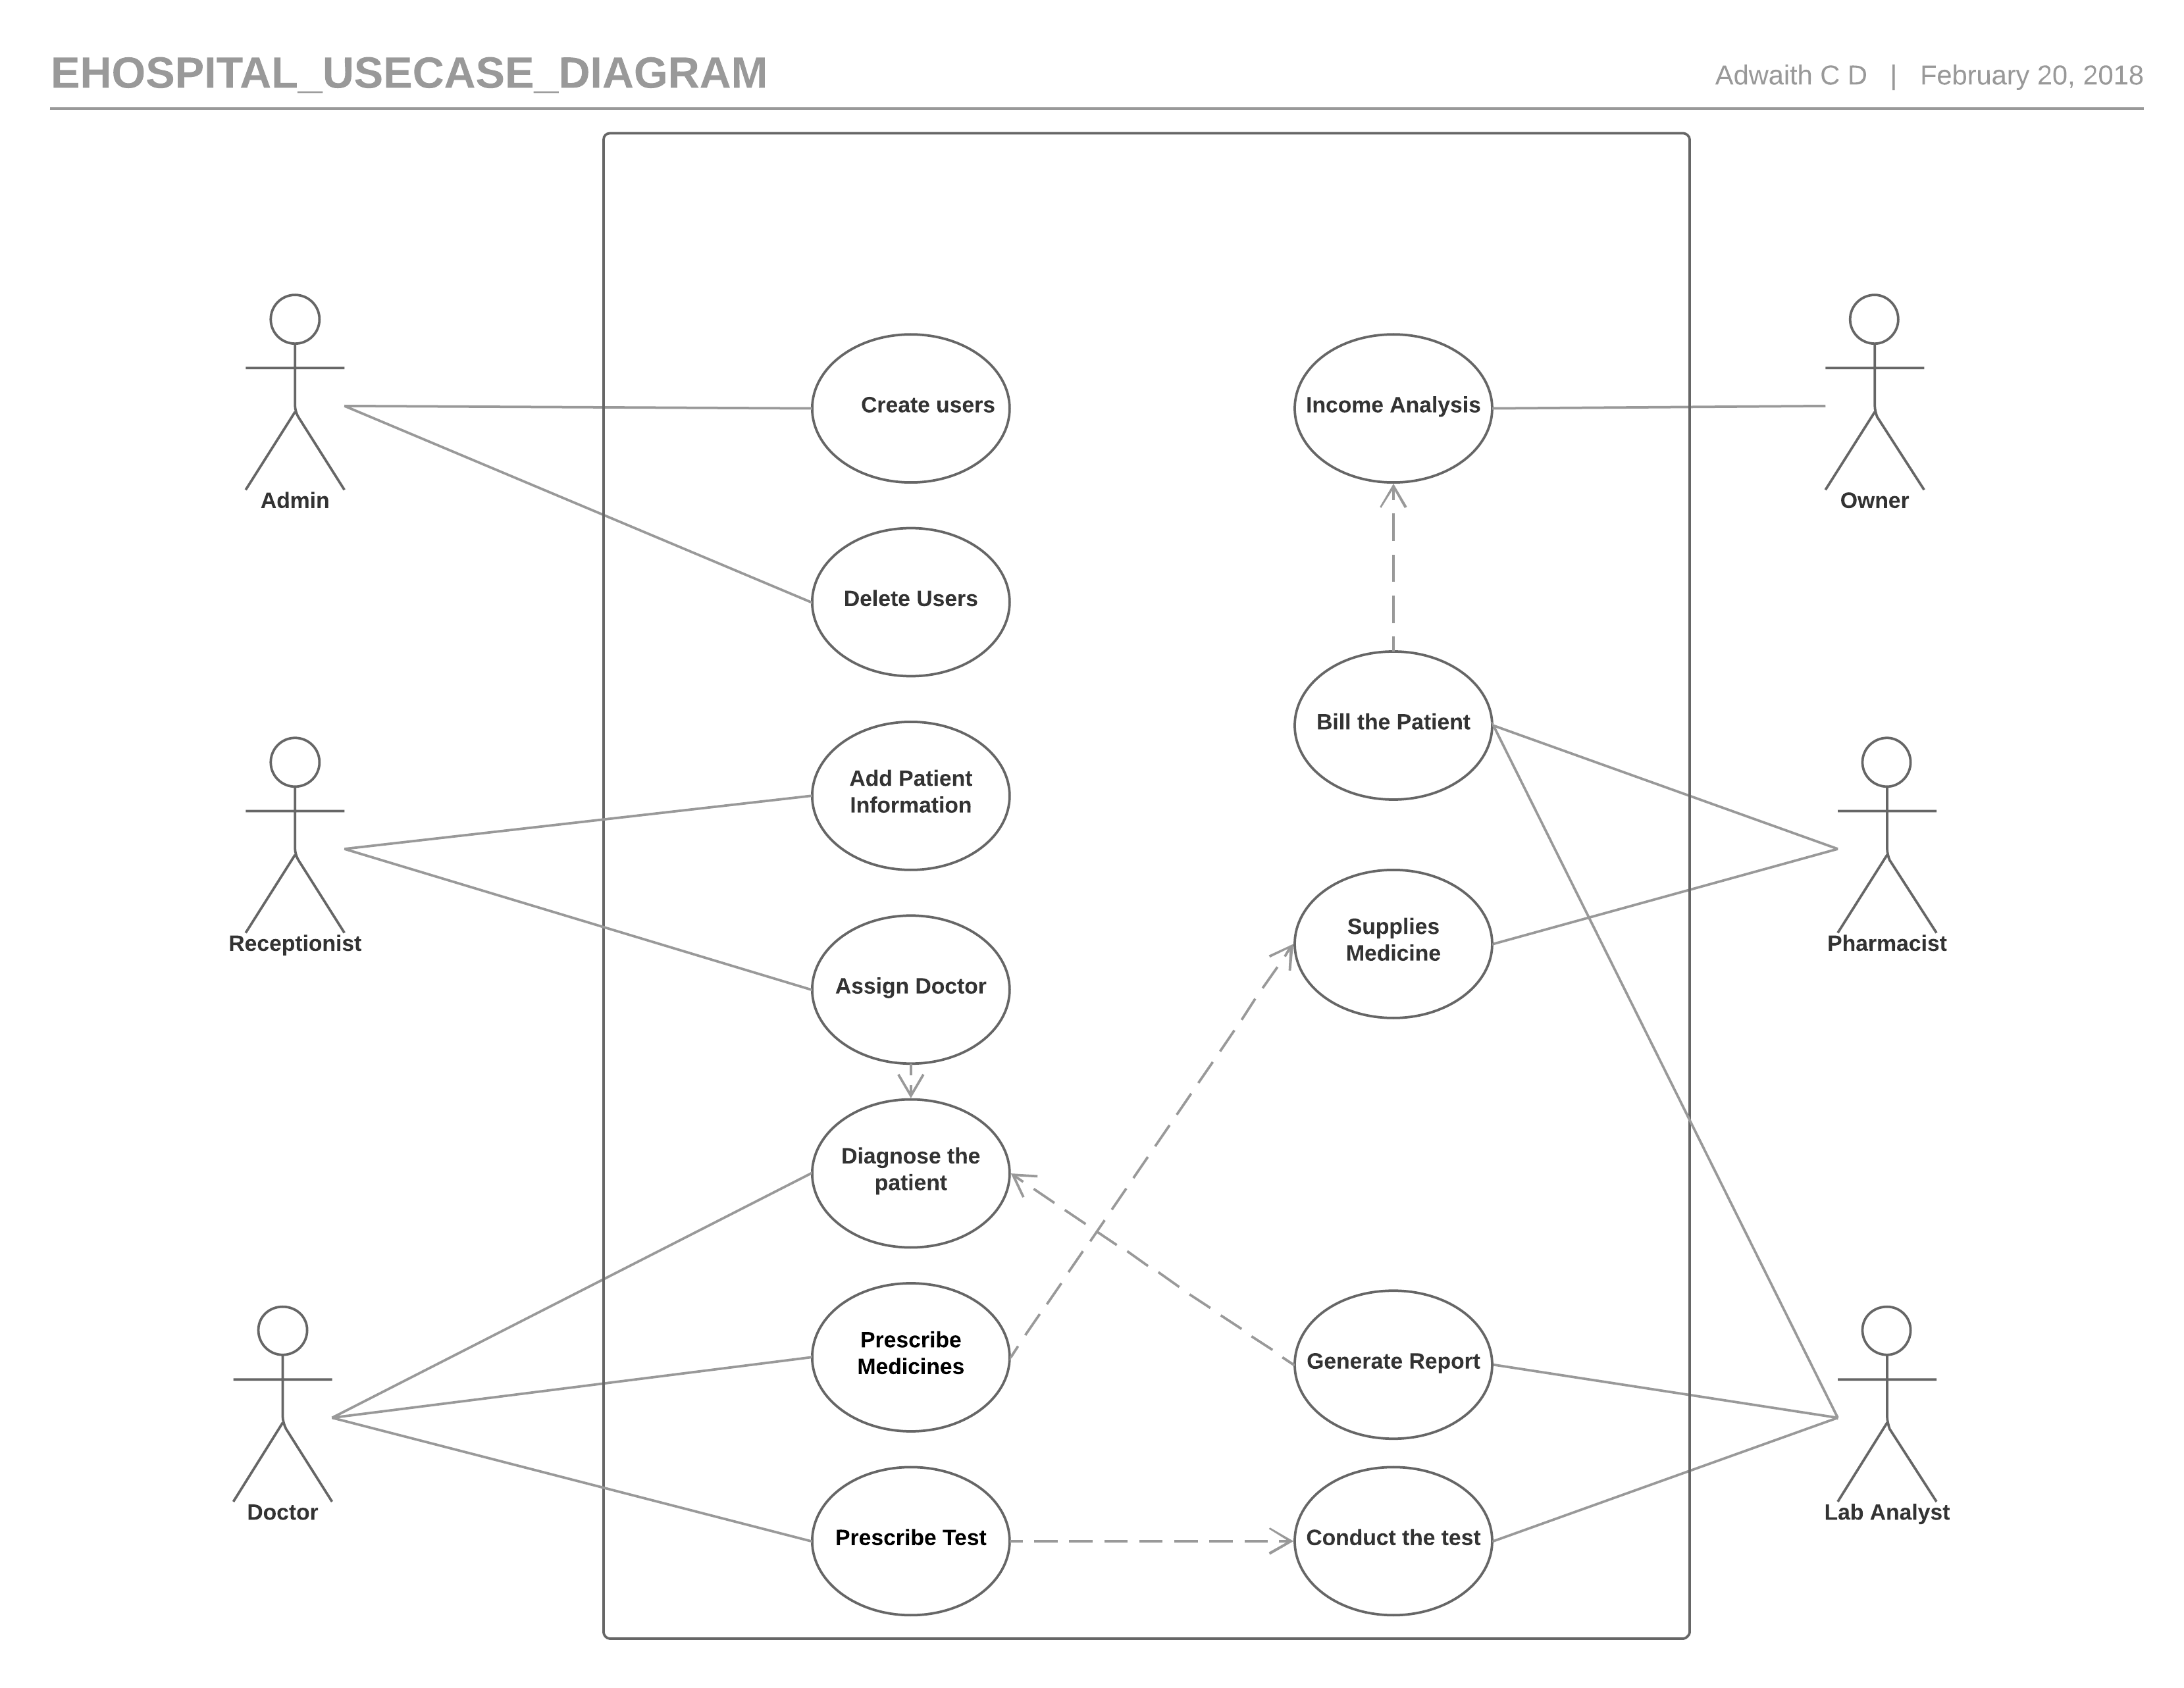 EHOSPITAL_USECASE_DIAGRAM
Adwaith C D | February 20, 2018
Create users
Income Analysis
Admin
Owner
Delete Users
Bill the Patient
Add Patient
Information
Receptionist
Supplies
Medicine
Pharmacist
Assign Doctor
Diagnose the
patient
Prescribe
Medicines
Generate Report
Doctor
Lab Analyst
Prescribe Test
Conduct the test